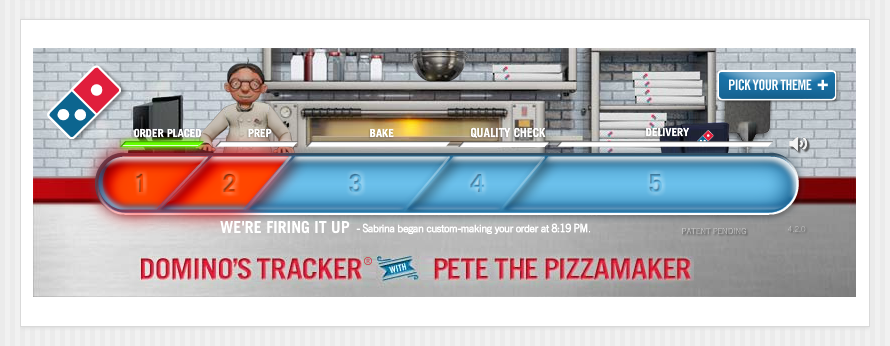 PICK YOUR THEME +
ORDER PLACED PREP BAKE QUALITY CHECK DELIVERY
1 2 3 4 5
WE'RE FIRING IT UP - Sabrina began custom-making your order at 8:19 PM.
PATENT PENDING 4.2.0
DOMINO'S TRACKER® WITH PETE THE PIZZAMAKER